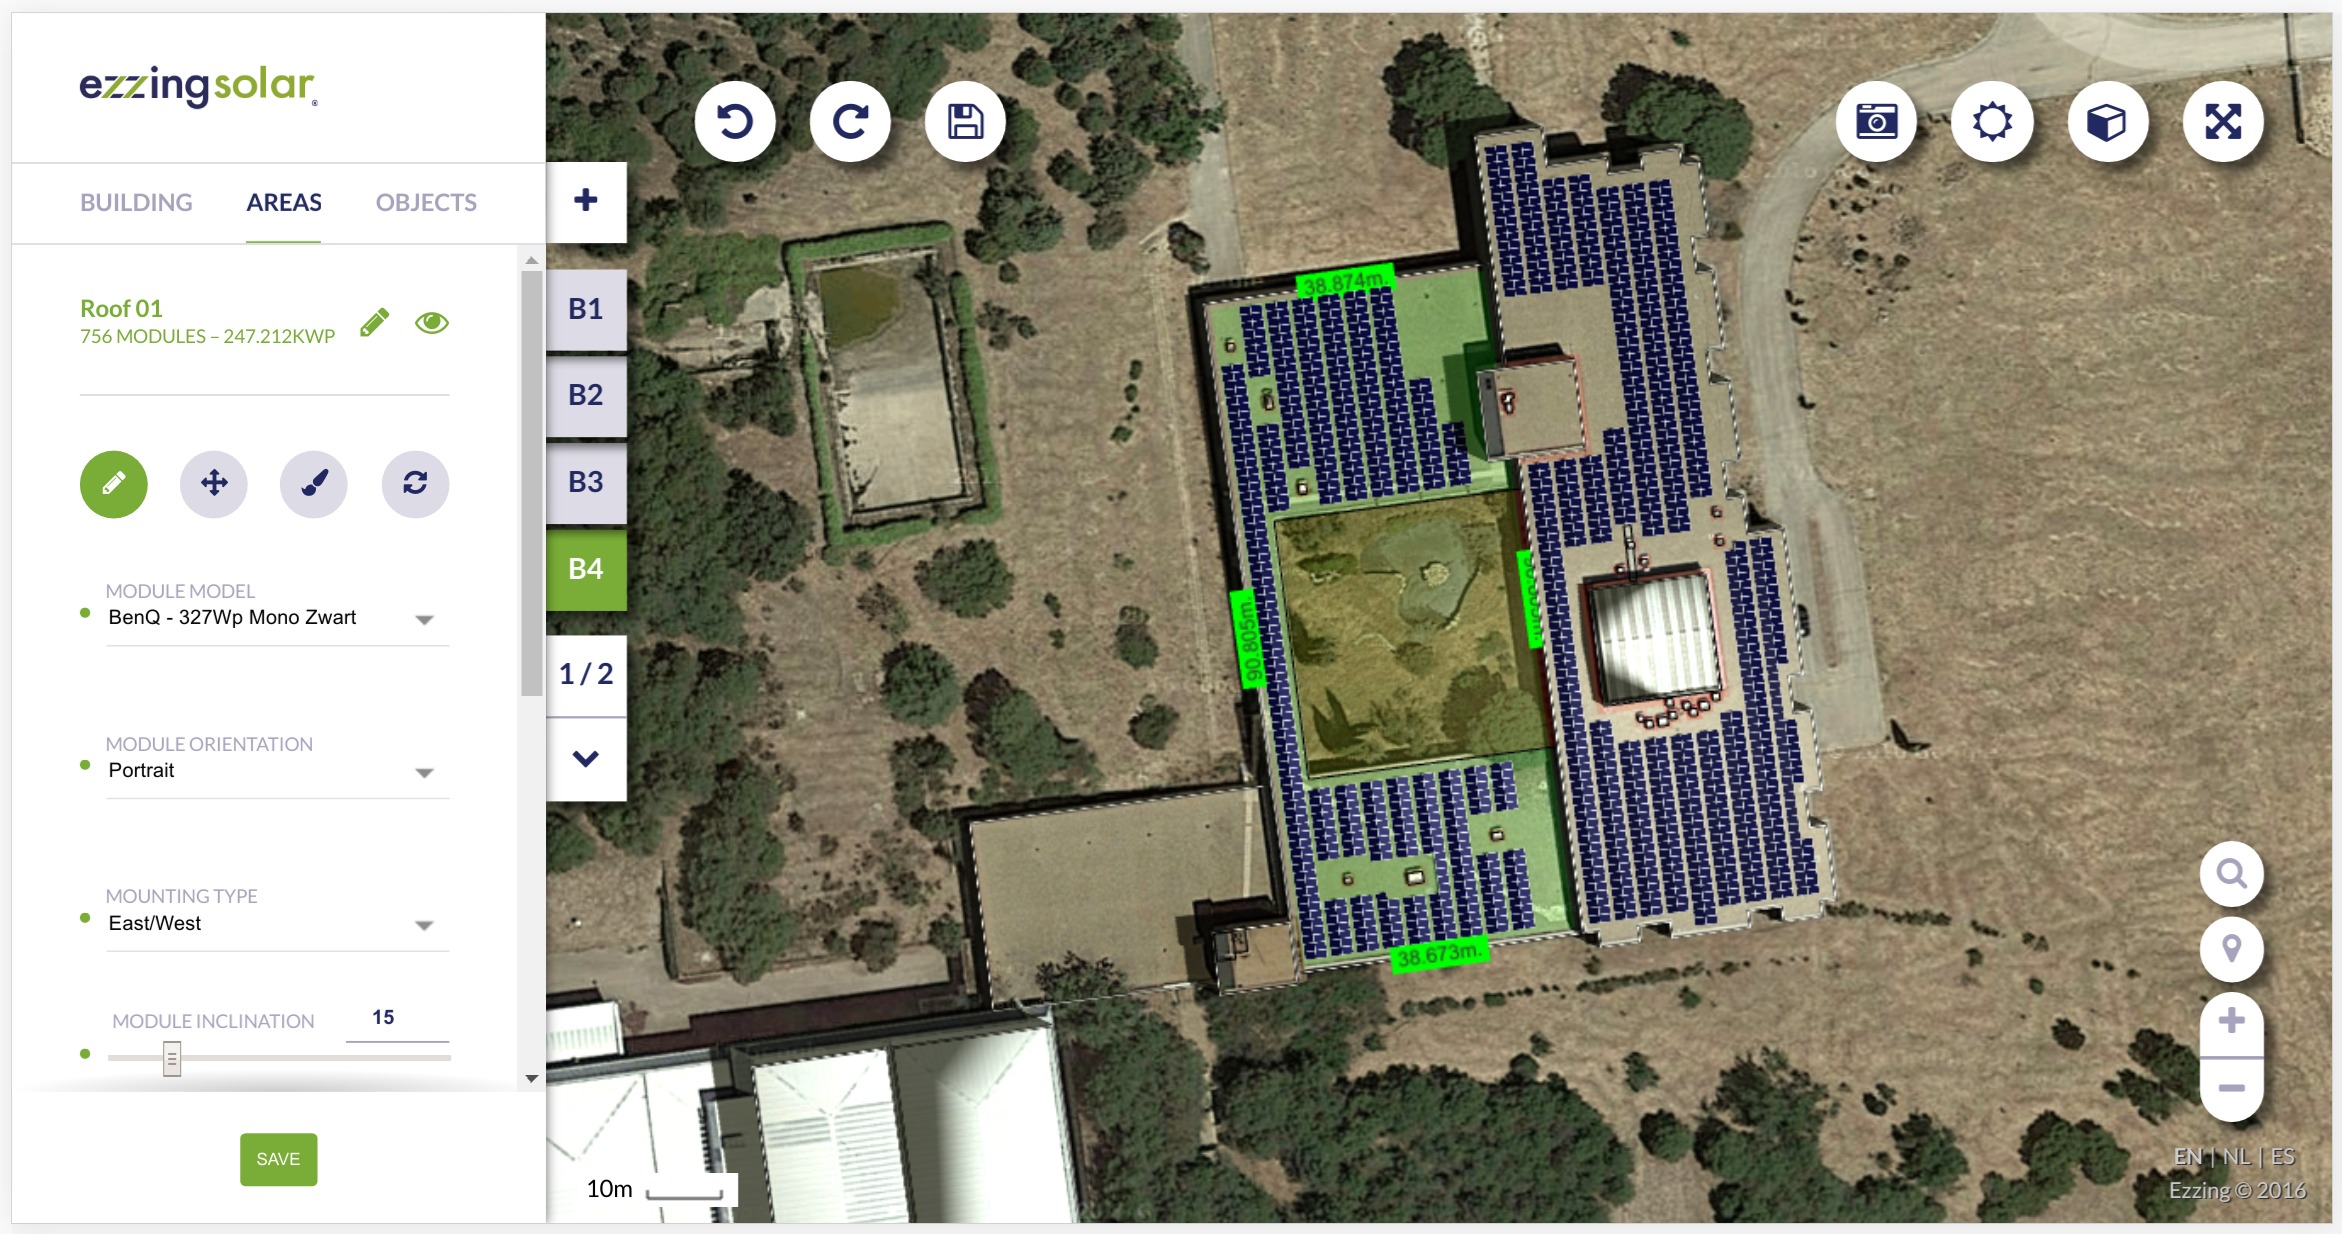 ezzingsolar®
BUILDING AREAS OBJECTS
Roof 01
756 MODULES – 247.212KWP
MODULE MODEL
BenQ - 327Wp Mono Zwart
MODULE ORIENTATION
Portrait
MOUNTING TYPE
East/West
MODULE INCLINATION 15
SAVE
B1
B2
B3
B4
1 / 2
38.874m.
90.805m.
38.673m.
10m
EN | NL | ES
Ezzing © 2016